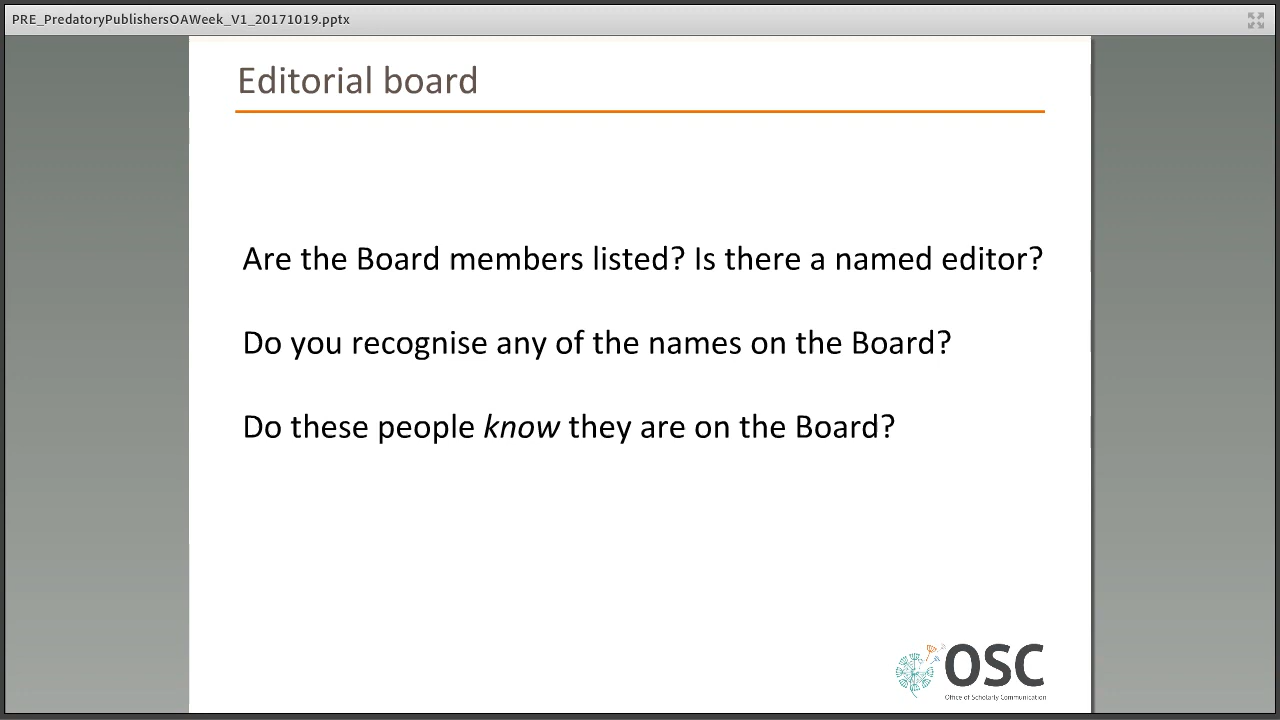 PRE_PredatoryPublishersOAWeek_V1_20171019.pptx
Editorial board
Are the Board members listed? Is there a named editor?
Do you recognise any of the names on the Board?
Do these people know they are on the Board?
OSC
Office of Scholarly Communication